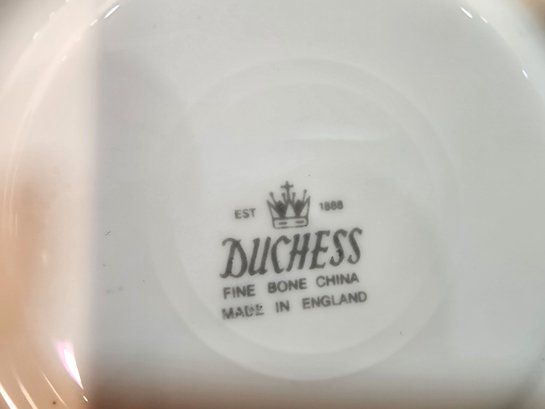 EST 1888
DUCHESS
FINE BONE CHINA
MADE IN ENGLAND